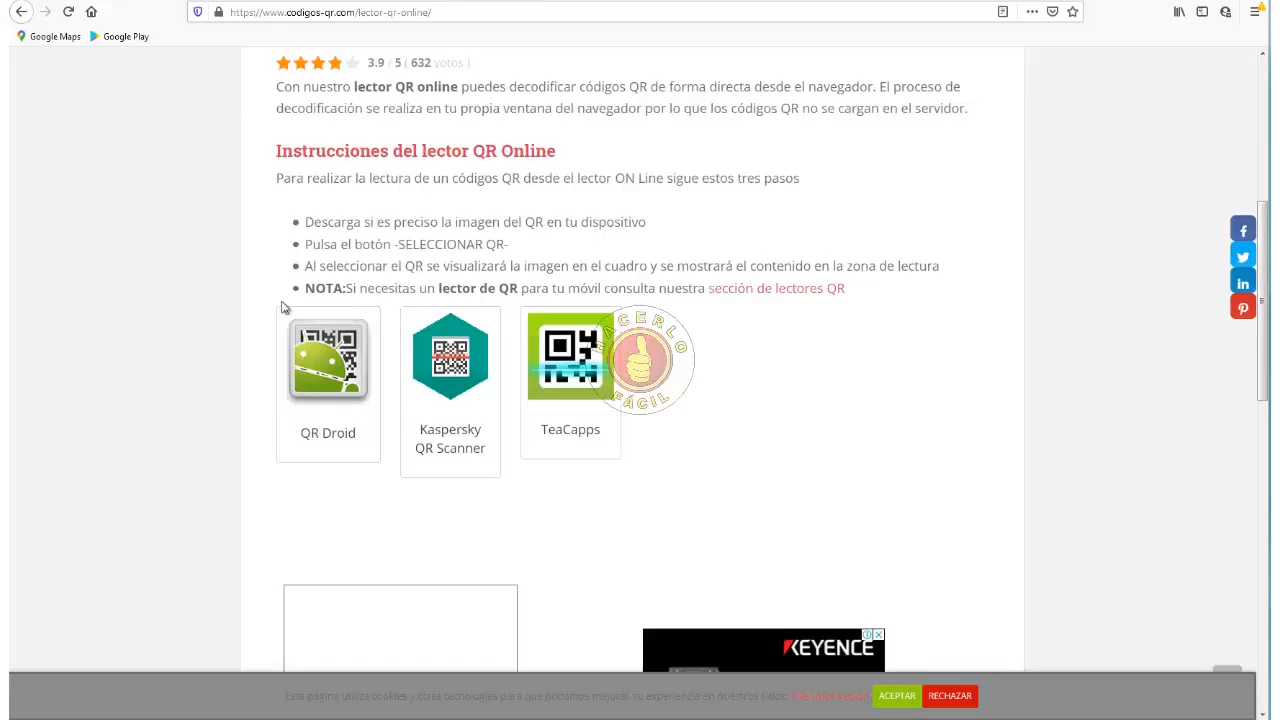 https://www.codigos-qr.com/lector-qr-online/
Google Maps
Google Play
3.9 / 5 ( 632 votos )
Con nuestro lector QR online puedes decodificar códigos QR de forma directa desde el navegador. El proceso de
decodificación se realiza en tu propia ventana del navegador por lo que los códigos QR no se cargan en el servidor.
Instrucciones del lector QR Online
Para realizar la lectura de un códigos QR desde el lector ON Line sigue estos tres pasos
Descarga si es preciso la imagen del QR en tu dispositivo
Pulsa el botón -SELECCIONAR QR-
Al seleccionar el QR se visualizará la imagen en el cuadro y se mostrará el contenido en la zona de lectura
NOTA:Si necesitas un lector de QR para tu móvil consulta nuestra sección de lectores QR
HACERLO
FÁCIL
QR Droid
Kaspersky
QR Scanner
TeaCapps
KEYENCE
Esta página utiliza cookies y otras tecnologías para que podamos mejorar su experiencia en nuestros sitios:
ACEPTAR
RECHAZAR